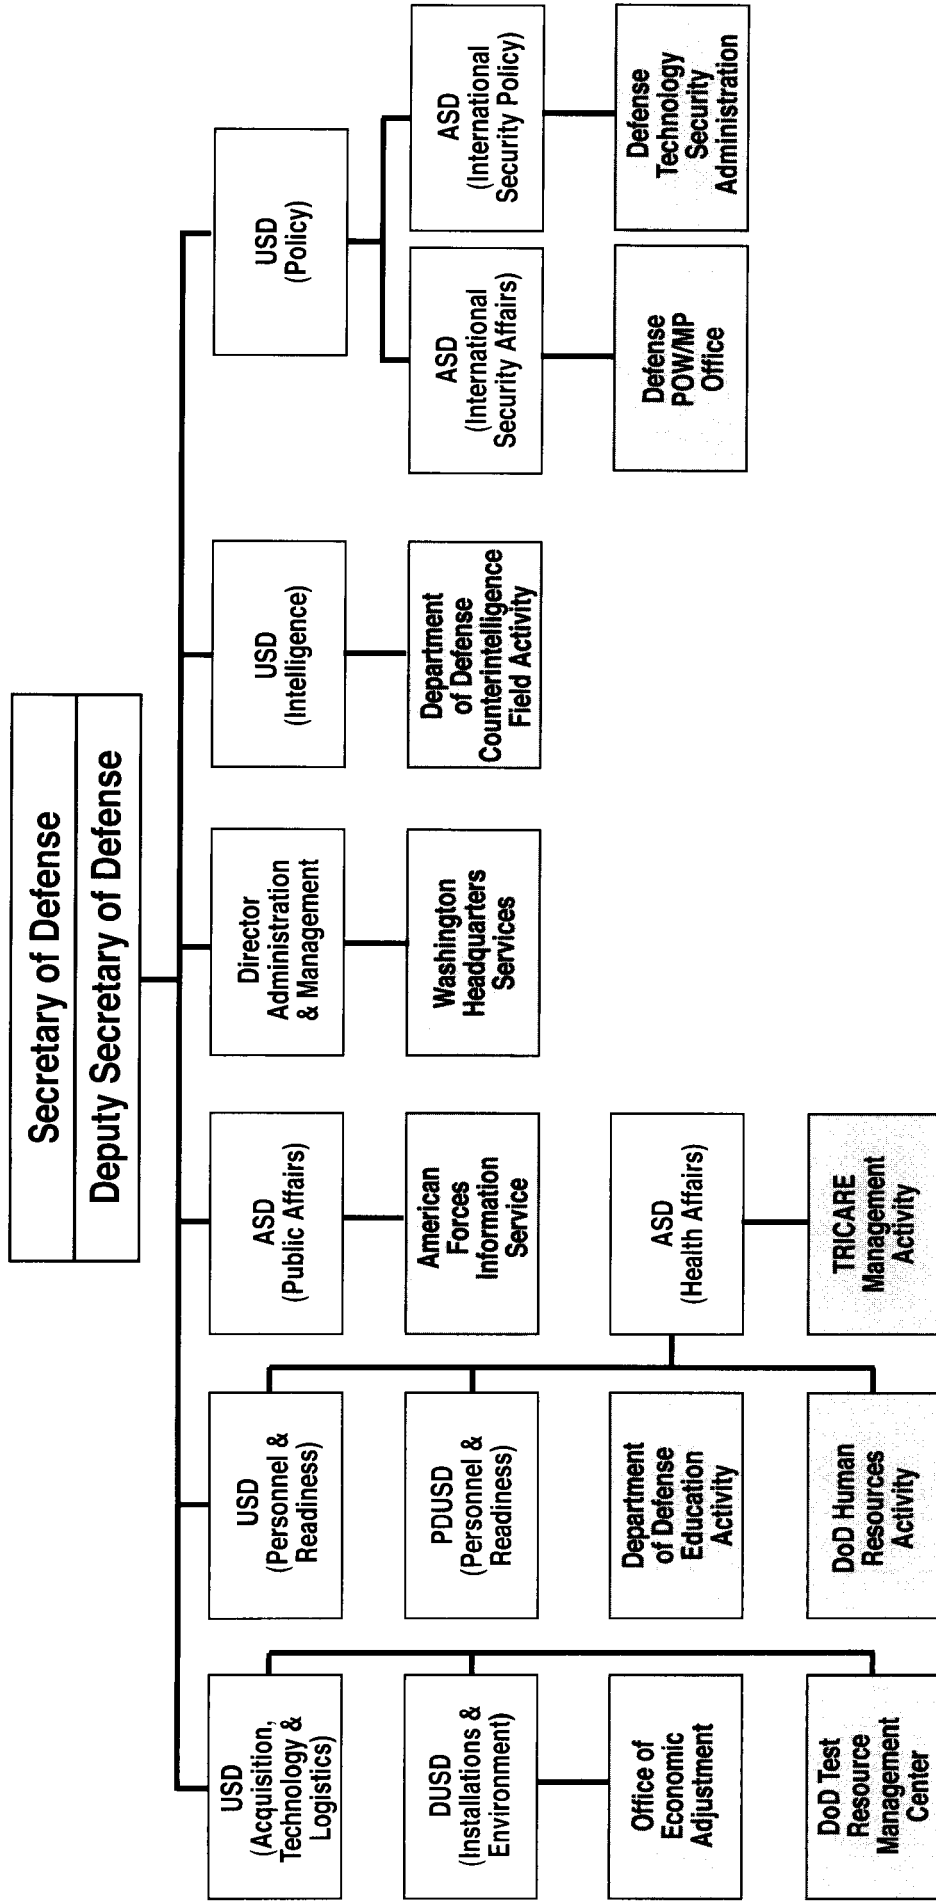 Secretary of Defense
Deputy Secretary of Defense
USD
(Acquisition,
Technology &
Logistics)
USD
(Personnel &
Readiness)
ASD
(Public Affairs)
Director
Administration
& Management
USD
(Intelligence)
USD
(Policy)
DUSD
(Installations &
Environment)
PDUSD
(Personnel &
Readiness)
American
Forces
Information
Service
Washington
Headquarters
Services
Department
of Defense
Counterintelligence
Field Activity
ASD
(International
Security Affairs)
ASD
(International
Security Policy)
Office of
Economic
Adjustment
Department
of Defense
Education
Activity
ASD
(Health Affairs)
Defense
POW/MP
Office
Defense
Technology
Security
Administration
DoD Test
Resource
Management
Center
DoD Human
Resources
Activity
TRICARE
Management
Activity